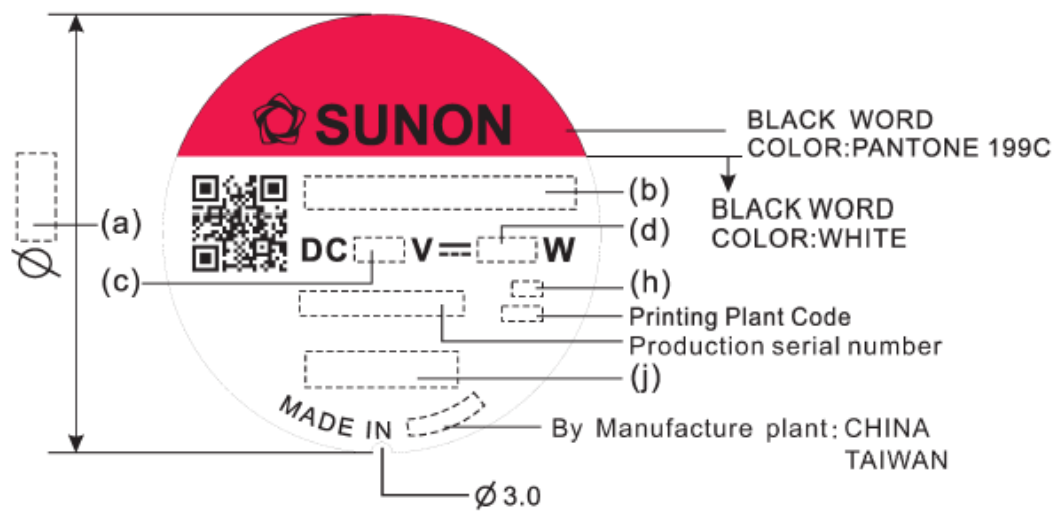 SUNON
BLACK WORD
COLOR:PANTONE 199C
(a)
(b)
BLACK WORD
COLOR:WHITE
(d)
DC V W
(c)
(h)
Printing Plant Code
Production serial number
(j)
MADE IN
By Manufacture plant: CHINA
TAIWAN
Ø
Ø 3.0